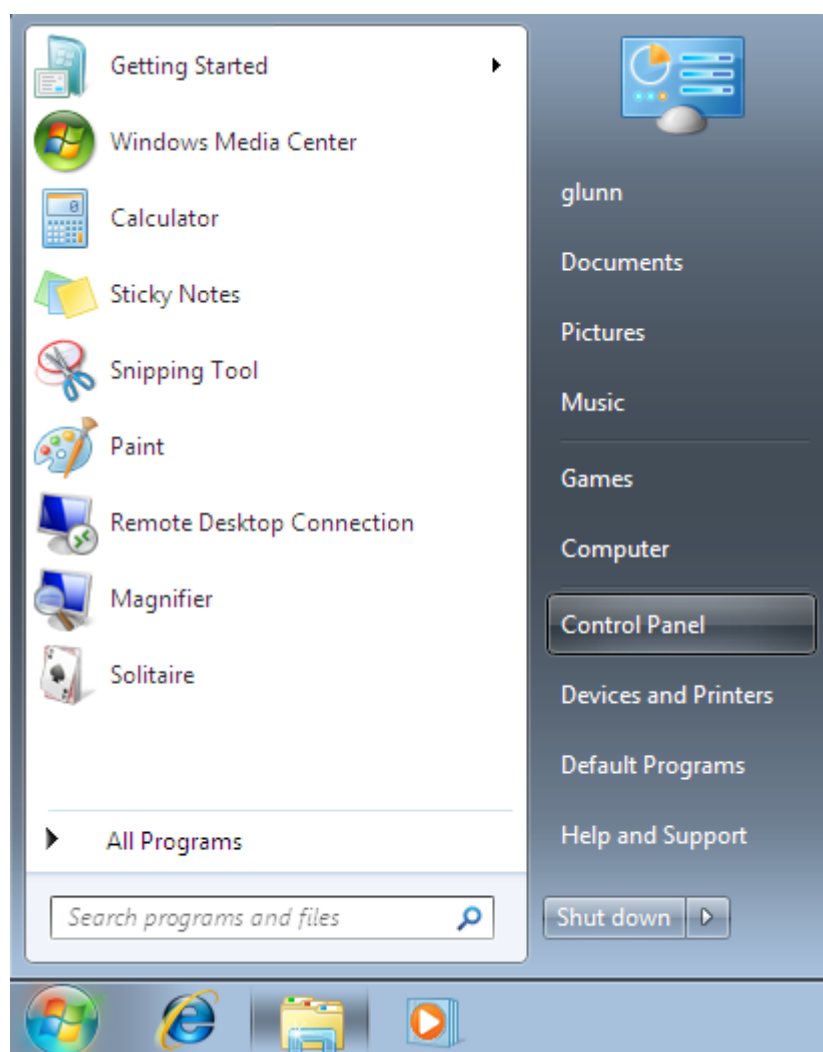 Getting Started
Windows Media Center
Calculator
Sticky Notes
Snipping Tool
Paint
Remote Desktop Connection
Magnifier
Solitaire
All Programs
Search programs and files
glunn
Documents
Pictures
Music
Games
Computer
Control Panel
Devices and Printers
Default Programs
Help and Support
Shut down